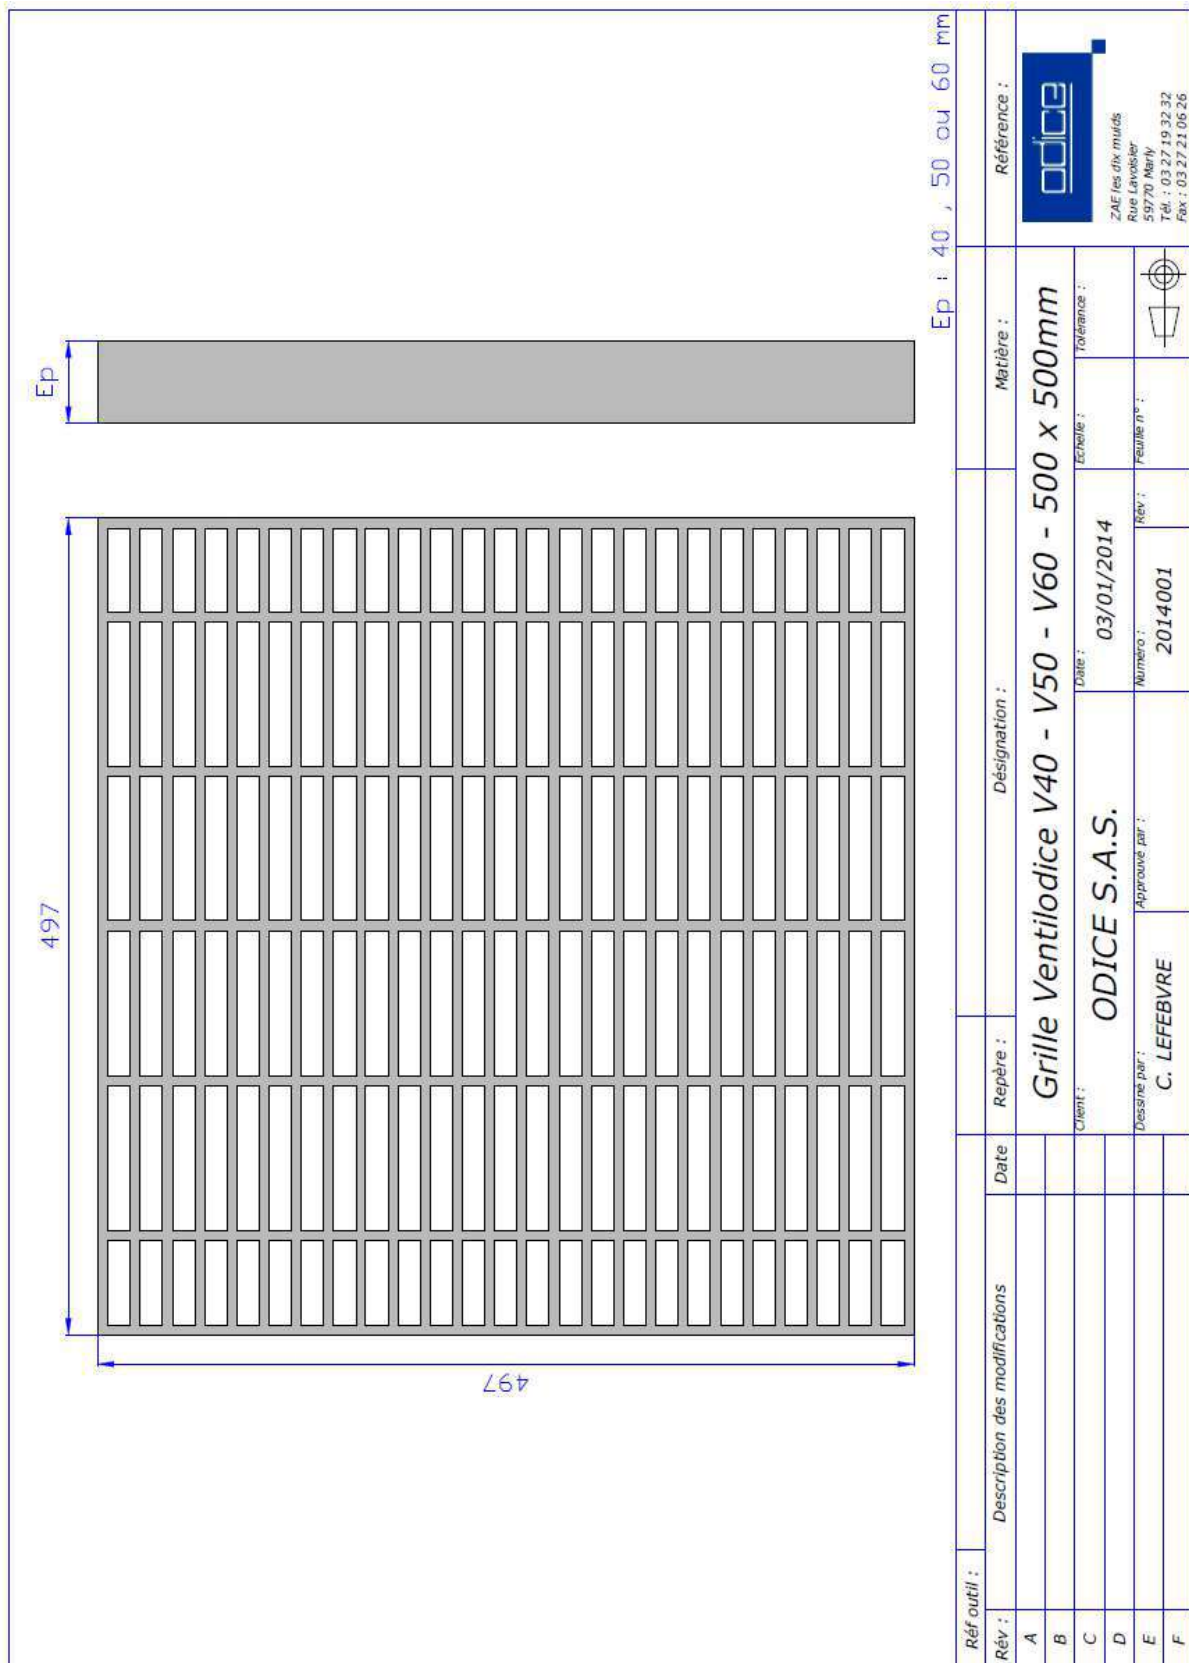 497
Ep
497
Ep : 40 , 50 ou 60 mm
Réf outil :
Rév :
Description des modifications
Date
Repère :
Désignation :
Matière :
Référence :
A
B
C
D
E
F
Grille Ventilodice V40 - V50 - V60 - 500 x 500mm
Client :
ODICE S.A.S.
Date :
03/01/2014
Echelle :
Tolérance :
Dessiné par :
C. LEFEBVRE
Approuvé par :
Numéro :
2014001
Rév :
Feuille n° :
odice
ZAE les dix muids
Rue Lavoisier
59770 Marly
Tél. : 03 27 19 32 32
Fax : 03 27 21 06 26